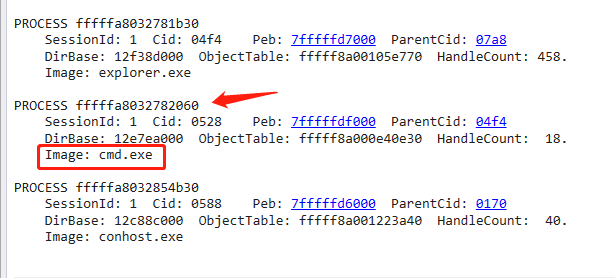 PROCESS fffffa8032781b30
SessionId: 1 Cid: 04f4 Peb: 7fffffd7000 ParentCid: 07a8
DirBase: 12f38d000 ObjectTable: fffff8a00105e770 HandleCount: 458.
Image: explorer.exe
PROCESS fffffa8032782060
SessionId: 1 Cid: 0528 Peb: 7fffffdf000 ParentCid: 04f4
DirBase: 12e7ea000 ObjectTable: fffff8a000e40e30 HandleCount: 18.
Image: cmd.exe
PROCESS fffffa8032854b30
SessionId: 1 Cid: 0588 Peb: 7fffffd6000 ParentCid: 0170
DirBase: 12c88c000 ObjectTable: fffff8a001223a40 HandleCount: 40.
Image: conhost.exe